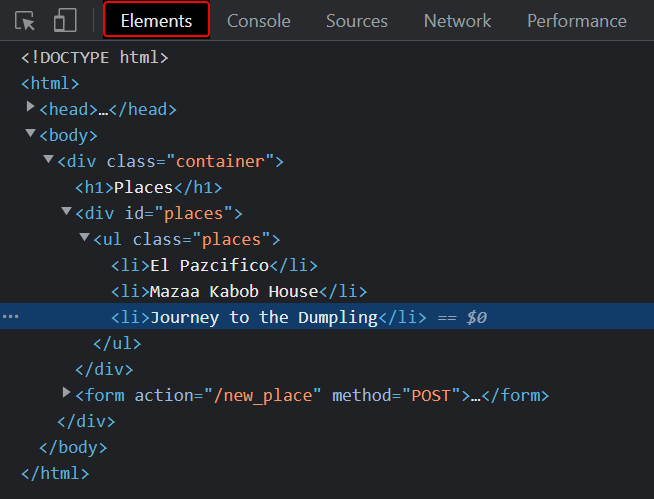 Elements Console Sources Network Performance
<!DOCTYPE html>
<html>
<head>…</head>
<body>
<div class="container">
<h1>Places</h1>
<div id="places">
<ul class="places">
<li>El Pazcifico</li>
<li>Mazaa Kabob House</li>
<li>Journey to the Dumpling</li> == $0
</ul>
</div>
<form action="/new_place" method="POST">…</form>
</div>
</body>
</html>